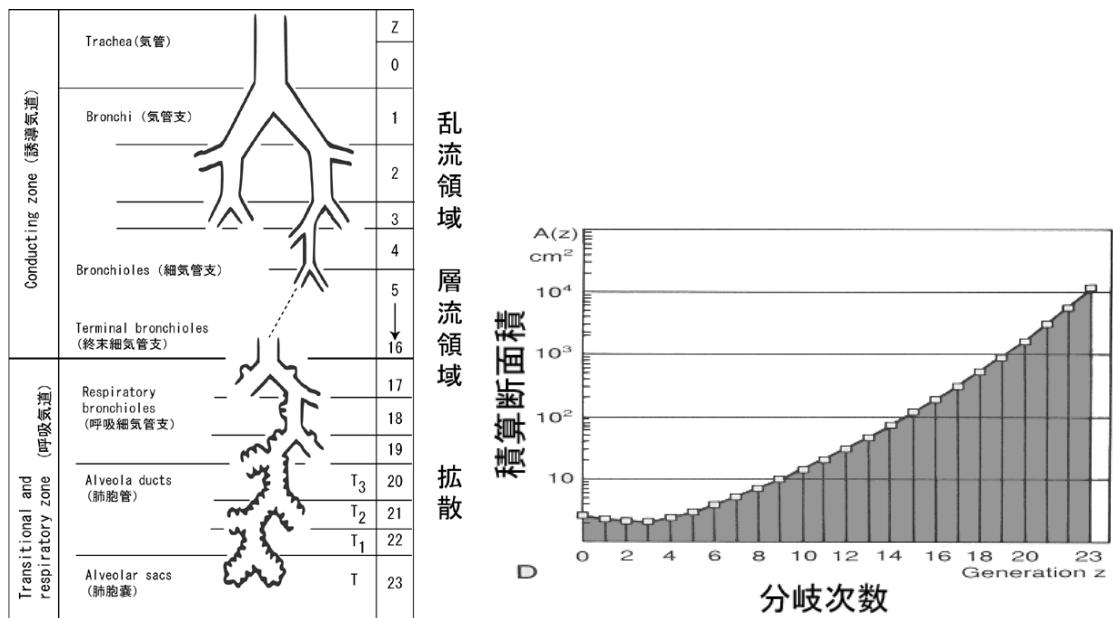 Conducting zone (誘導気道)
Transitional and
respiratory zone
(呼吸気道)
Trachea(気管)
Z
0
Bronchi (気管支)
1
2
3
4
Bronchioles (細気管支)
5
Terminal bronchioles
(終末細気管支)
16
Respiratory
bronchioles
(呼吸細気管支)
17
18
19
Alveola ducts
(肺胞管)
T3
20
T2
21
T1
22
Alveolar sacs
(肺胞嚢)
T
23
乱流領域
層流領域
拡散
A(z)
cm²
10⁴
10³
10²
10
積算断面積
0
2
4
6
8
10
12
14
16
18
20
23
D
Generation z
分岐次数